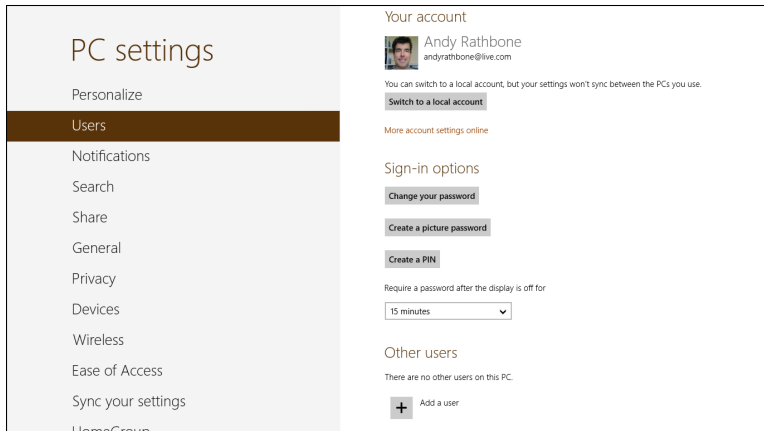 PC settings
Personalize
Users
Notifications
Search
Share
General
Privacy
Devices
Wireless
Ease of Access
Sync your settings
HomeGroup
Your account
Andy Rathbone
andyrathbone@live.com
You can switch to a local account, but your settings won't sync between the PCs you use.
Switch to a local account
More account settings online
Sign-in options
Change your password
Create a picture password
Create a PIN
Require a password after the display is off for
15 minutes
Other users
There are no other users on this PC.
Add a user